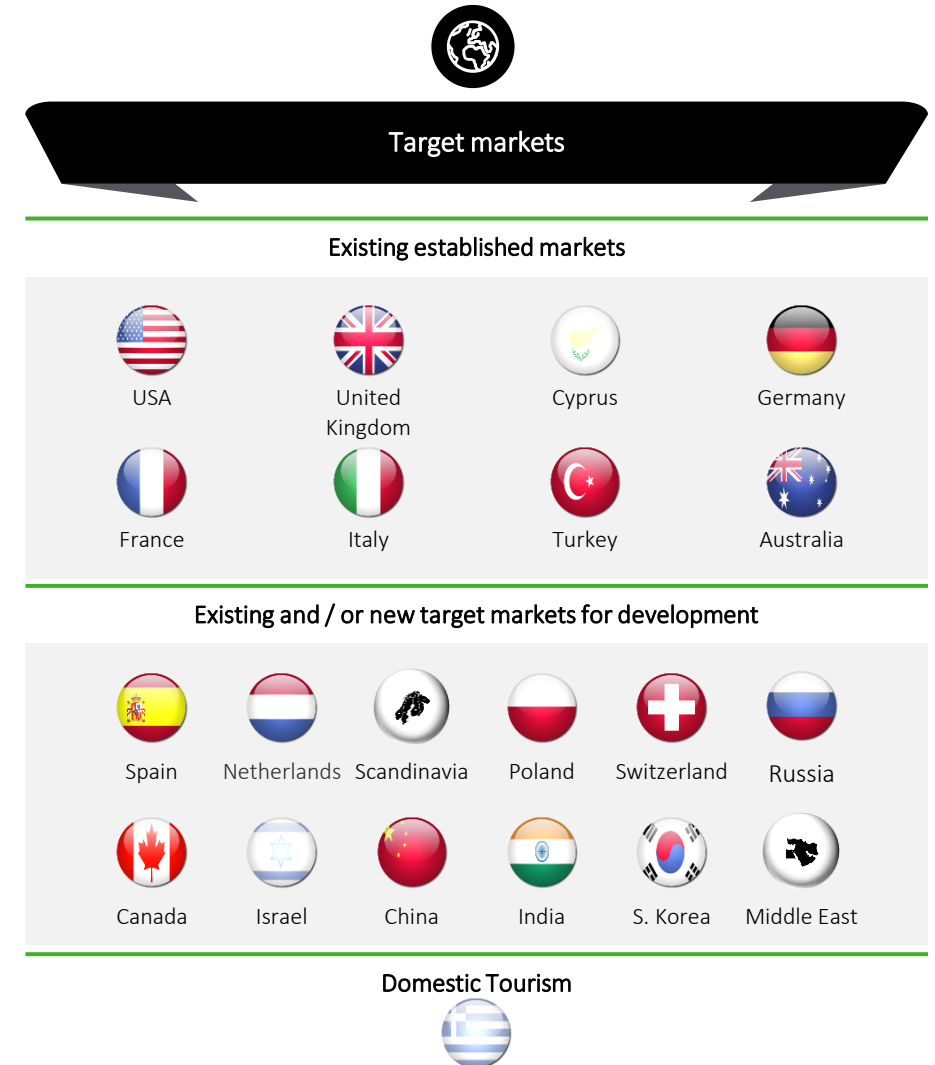 Target markets
Existing established markets
USA
United
Kingdom
Cyprus
Germany
France
Italy
Turkey
Australia
Existing and / or new target markets for development
Spain
Netherlands
Scandinavia
Poland
Switzerland
Russia
Canada
Israel
China
India
S. Korea
Middle East
Domestic Tourism